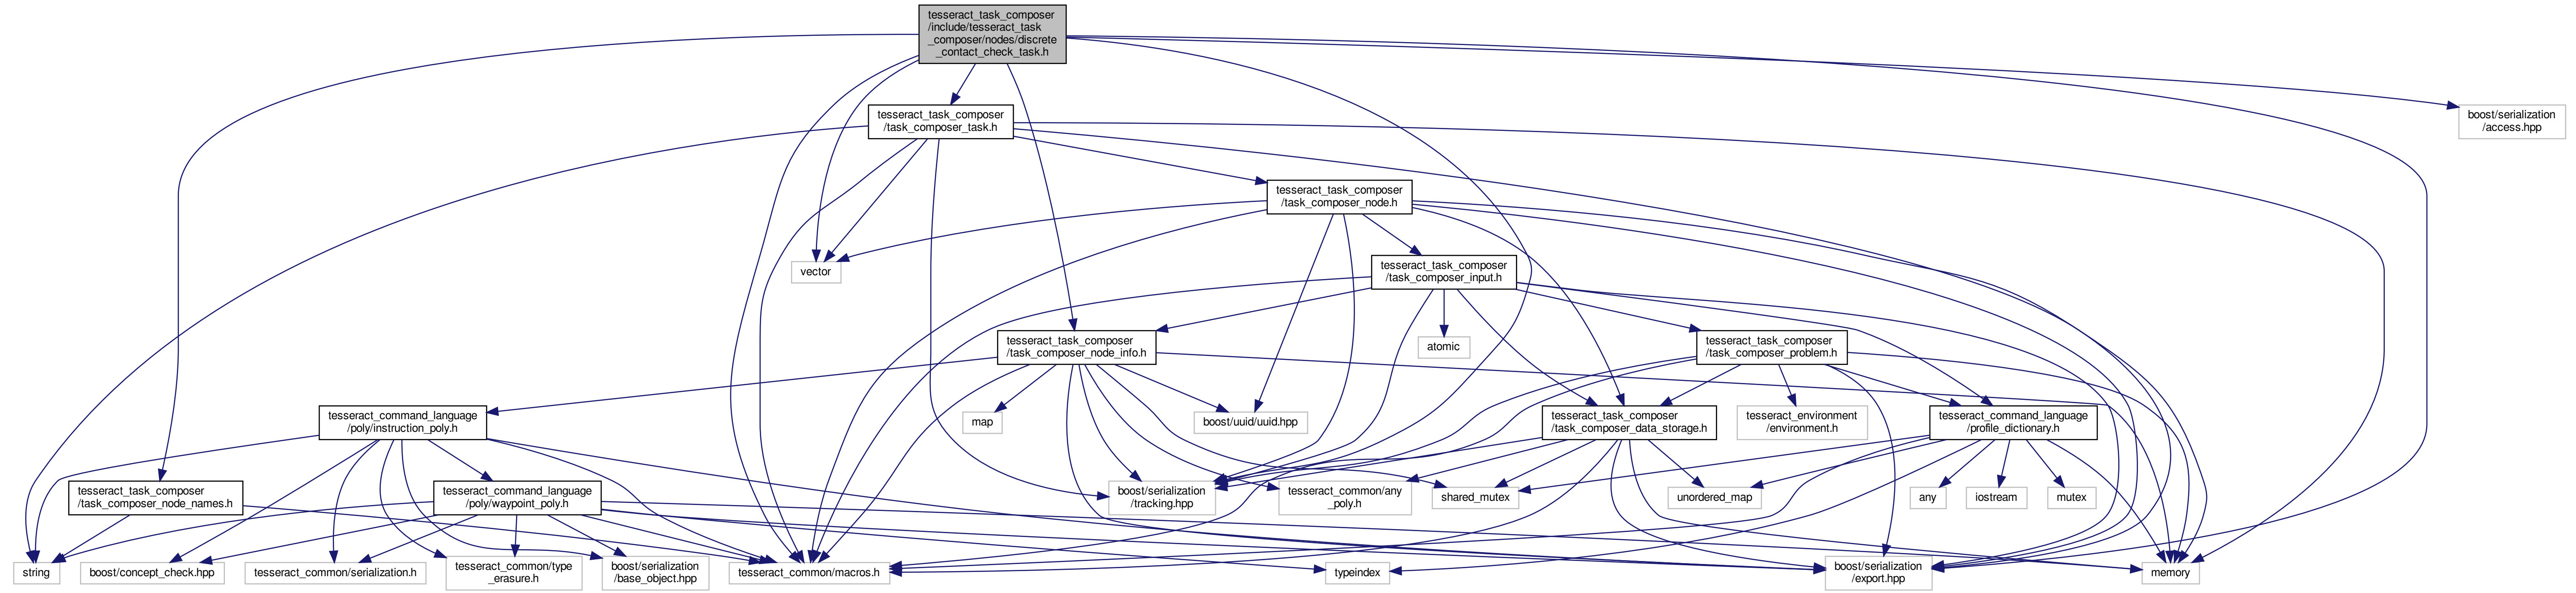 tesseract_task_composer
/include/tesseract_task
_composer/nodes/discrete
_contact_check_task.h
tesseract_task_composer
/task_composer_task.h
boost/serialization
/access.hpp
tesseract_task_composer
/task_composer_node.h
vector
tesseract_task_composer
/task_composer_input.h
tesseract_task_composer
/task_composer_node_info.h
atomic
tesseract_task_composer
/task_composer_problem.h
tesseract_command_language
/poly/instruction_poly.h
map
boost/uuid/uuid.hpp
tesseract_task_composer
/task_composer_data_storage.h
tesseract_environment
/environment.h
tesseract_command_language
/profile_dictionary.h
tesseract_task_composer
/task_composer_node_names.h
tesseract_command_language
/poly/waypoint_poly.h
boost/serialization
/tracking.hpp
tesseract_common/any
_poly.h
shared_mutex
unordered_map
any
iostream
mutex
string
boost/concept_check.hpp
tesseract_common/serialization.h
tesseract_common/type
_erasure.h
boost/serialization
/base_object.hpp
tesseract_common/macros.h
typeindex
boost/serialization
/export.hpp
memory